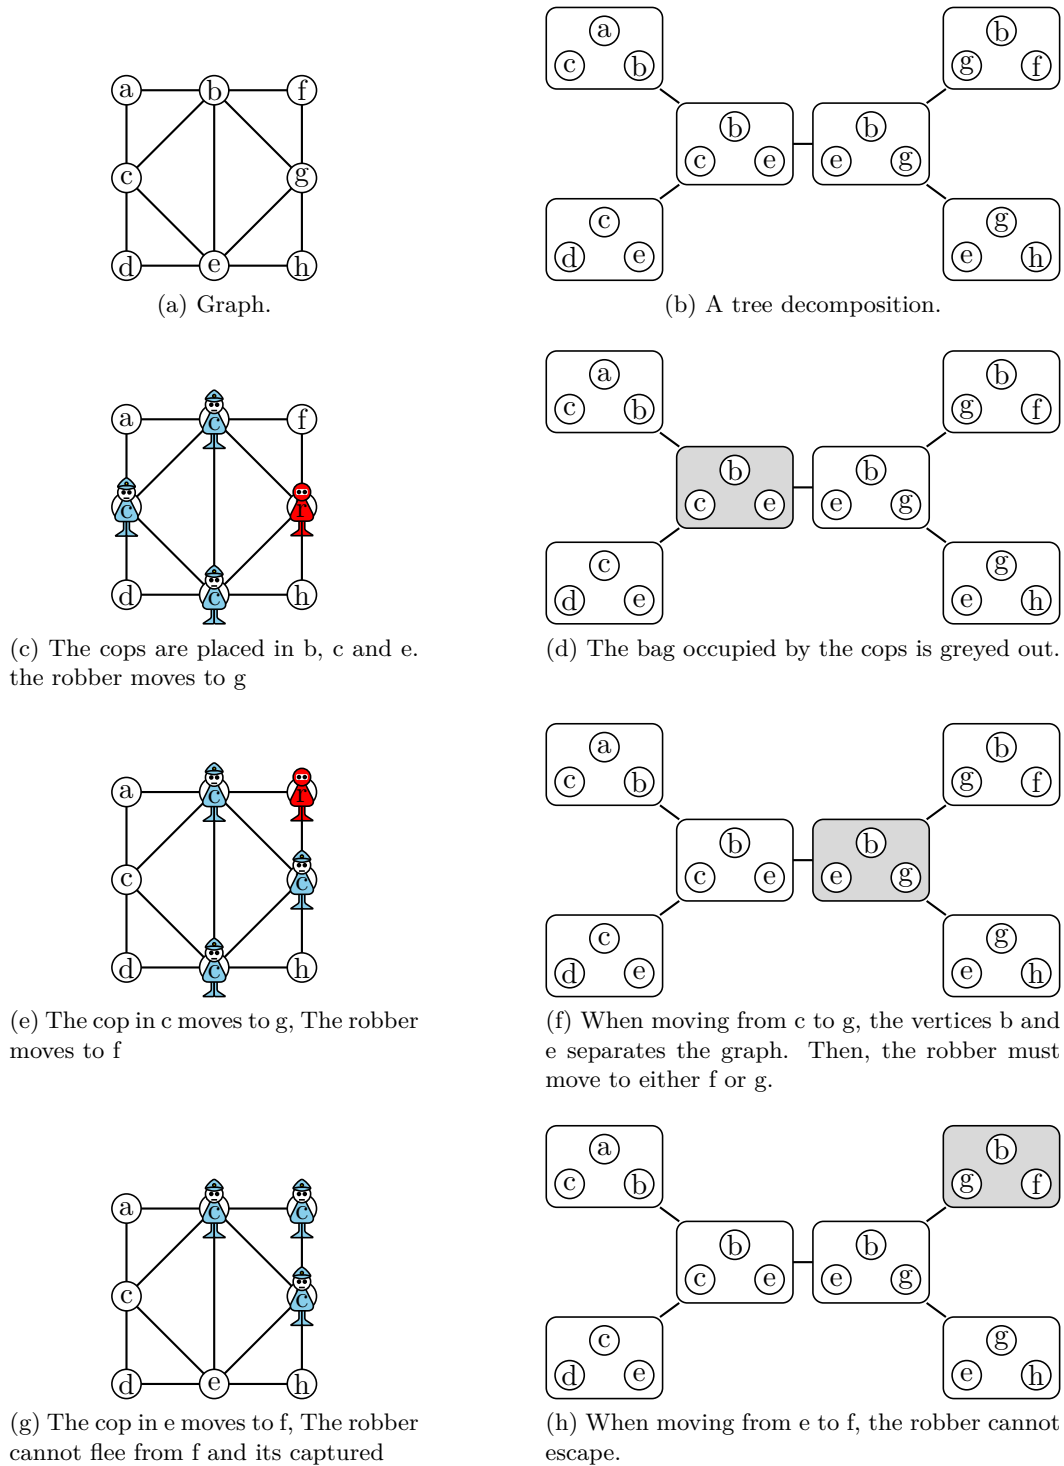 a b f
c g
d e h
(a) Graph.
a
c b
b
g f
b
c e
b
e g
c
d e
g
e h
(b) A tree decomposition.
a c f
c r
d c h
(c) The cops are placed in b, c and e.
the robber moves to g
a
c b
b
g f
b
c e
b
e g
c
d e
g
e h
(d) The bag occupied by the cops is greyed out.
a c r
c c
d c h
(e) The cop in c moves to g, The robber
moves to f
a
c b
b
g f
b
c e
b
e g
c
d e
g
e h
(f) When moving from c to g, the vertices b and
e separates the graph. Then, the robber must
move to either f or g.
a c c
c c
d e h
(g) The cop in e moves to f, The robber
cannot flee from f and its captured
a
c b
b
g f
b
c e
b
e g
c
d e
g
e h
(h) When moving from e to f, the robber cannot
escape.